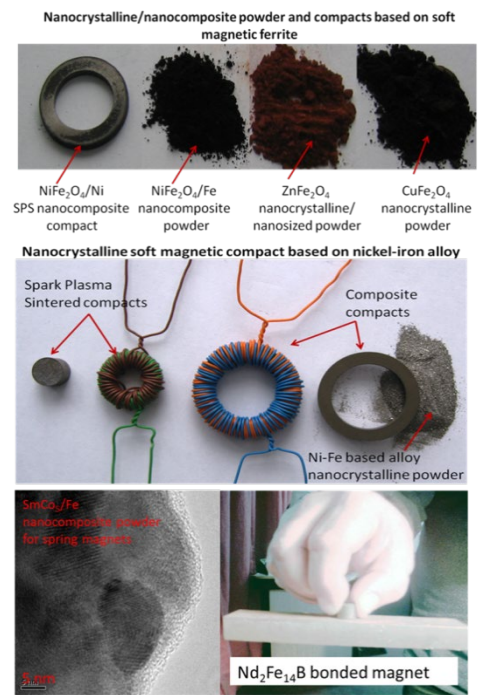 Nanocrystalline/nanocomposite powder and compacts based on soft
magnetic ferrite
NiFe₂O₄/Ni
SPS nanocomposite
compact
NiFe₂O₄/Fe
nanocomposite
powder
ZnFe₂O₄
nanocrystalline/
nanosized powder
CuFe₂O₄
nanocrystalline
powder
Nanocrystalline soft magnetic compact based on nickel-iron alloy
Spark Plasma
Sintered compacts
Composite
compacts
Ni-Fe based alloy
nanocrystalline powder
SmCo₅/Fe
nanocomposite powder
for spring magnets
5 nm
Nd₂Fe₁₄B bonded magnet